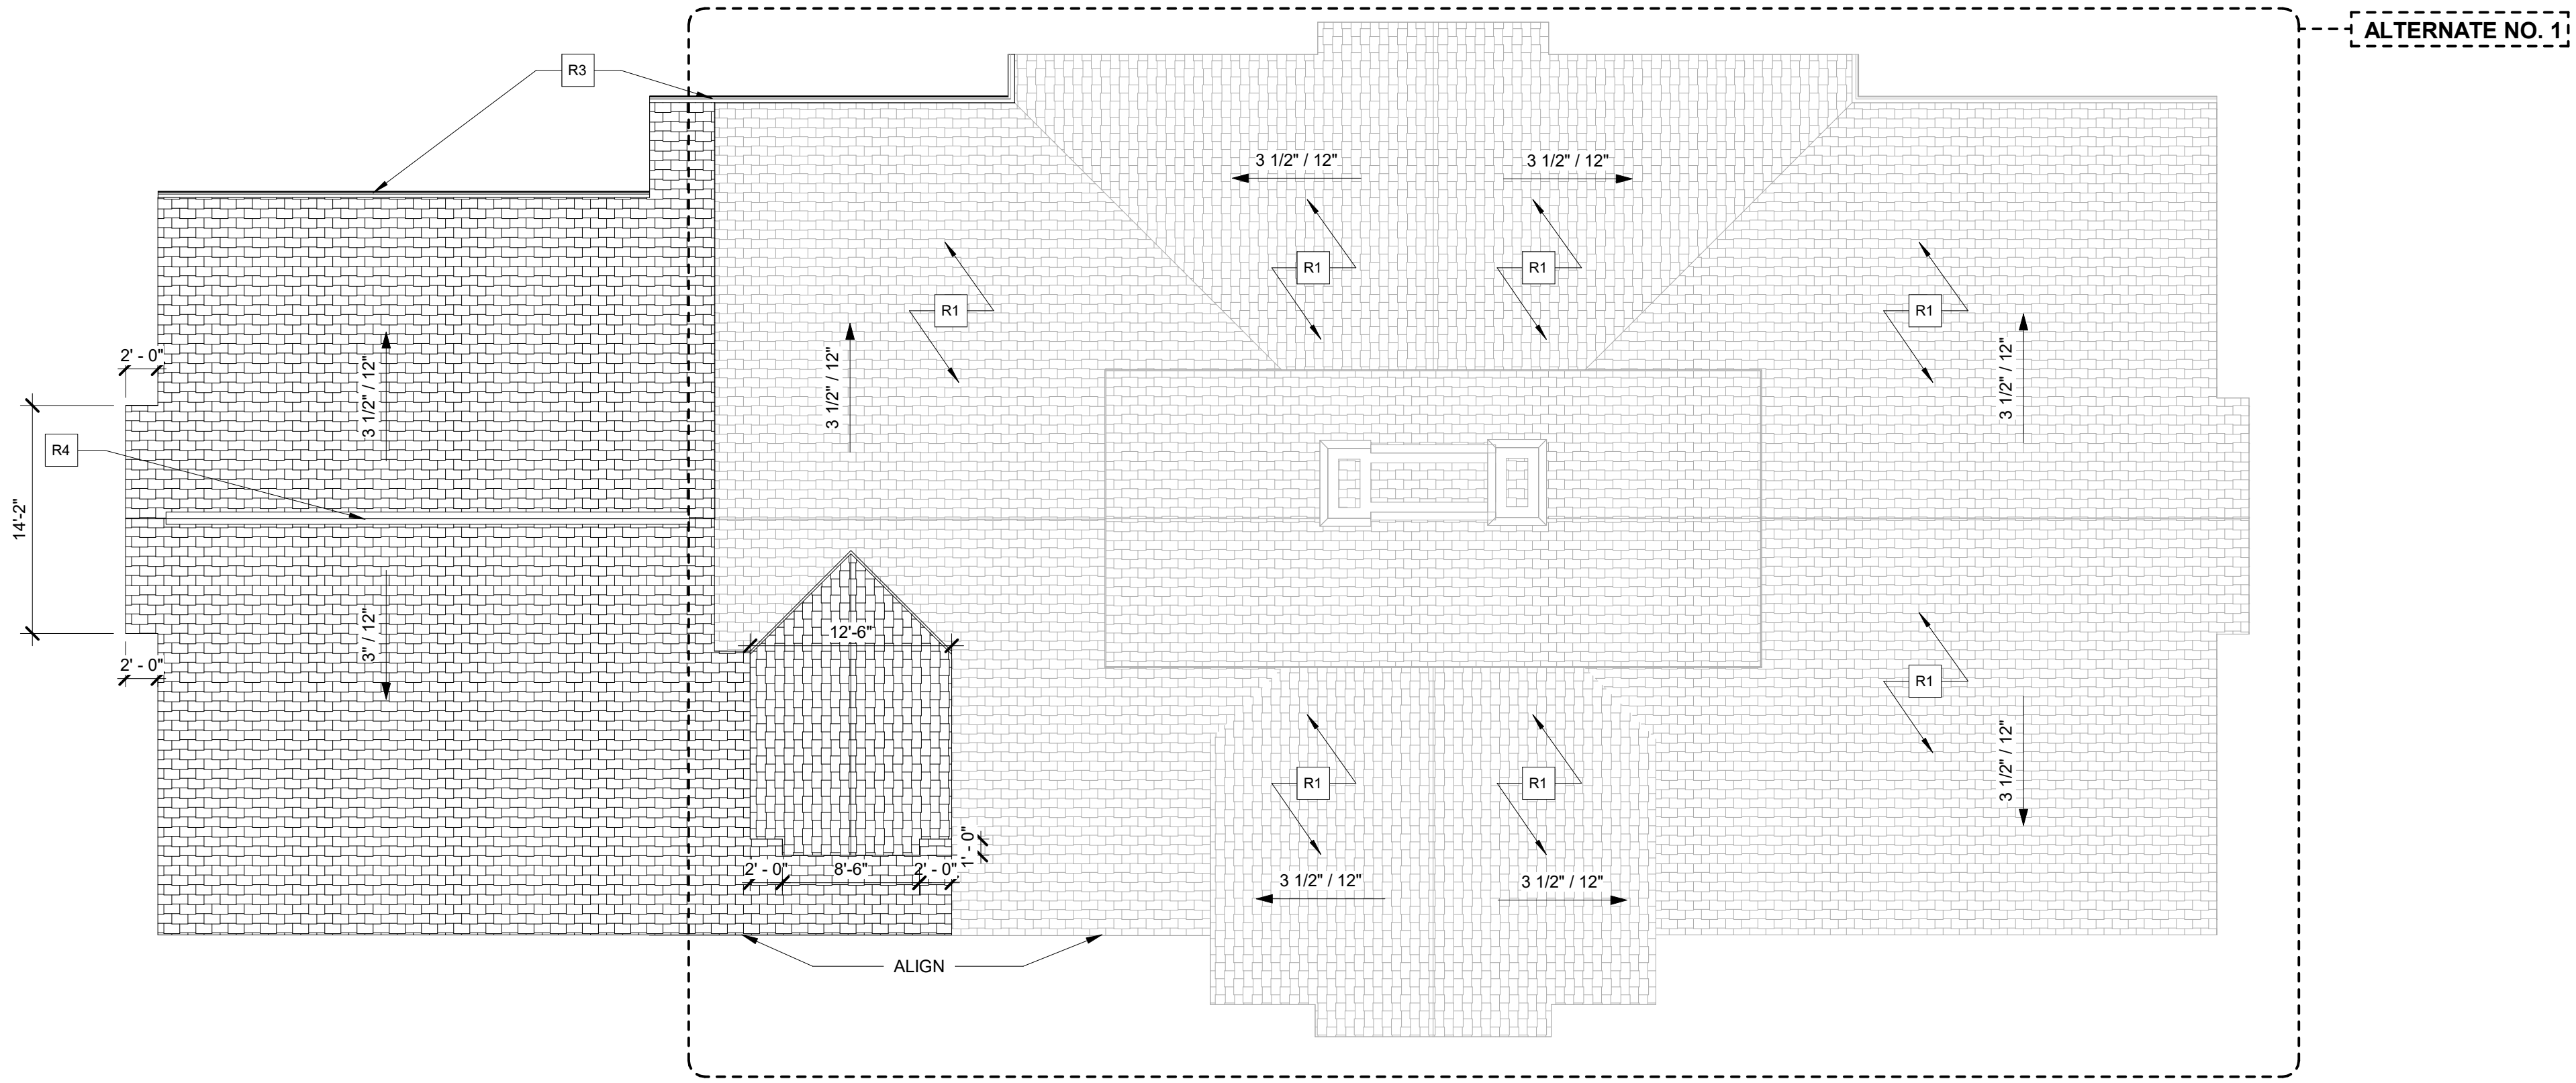 ALTERNATE NO. 1
R3
3 1/2" / 12"
3 1/2" / 12"
R1
R1
R1
R1
2' - 0"
3 1/2" / 12"
3 1/2" / 12"
3 1/2" / 12"
R4
14'-2"
12'-6"
3" / 12"
2' - 0"
R1
3 1/2" / 12"
R1
R1
1' - 0"
2' - 0"
8'-6"
2' - 0"
3 1/2" / 12"
3 1/2" / 12"
ALIGN